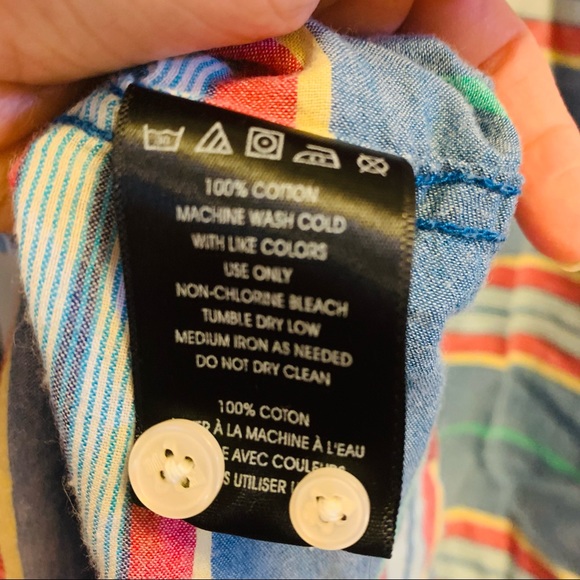 30
100% COTTON
MACHINE WASH COLD
WITH LIKE COLORS
USE ONLY
NON-CHLORINE BLEACH
TUMBLE DRY LOW
MEDIUM IRON AS NEEDED
DO NOT DRY CLEAN
100% COTON
À LA MACHINE À L'EAU
AVEC COULEURS
UTILISER